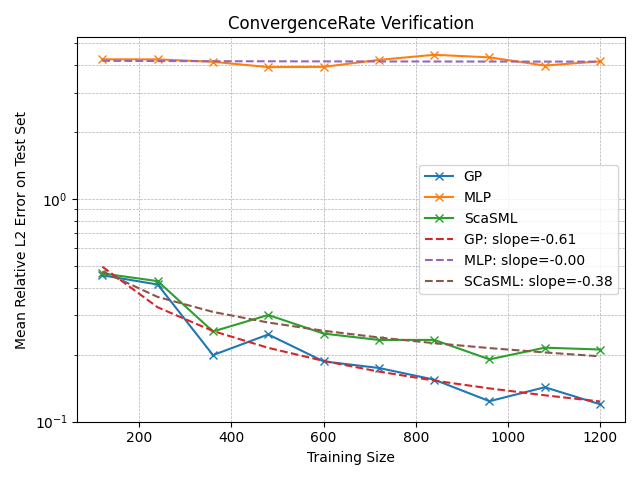 ConvergenceRate Verification
Mean Relative L2 Error on Test Set
10⁰
10⁻¹
GP
MLP
ScaSML
GP: slope=-0.61
MLP: slope=-0.00
SCaSML: slope=-0.38
200 400 600 800 1000 1200
Training Size